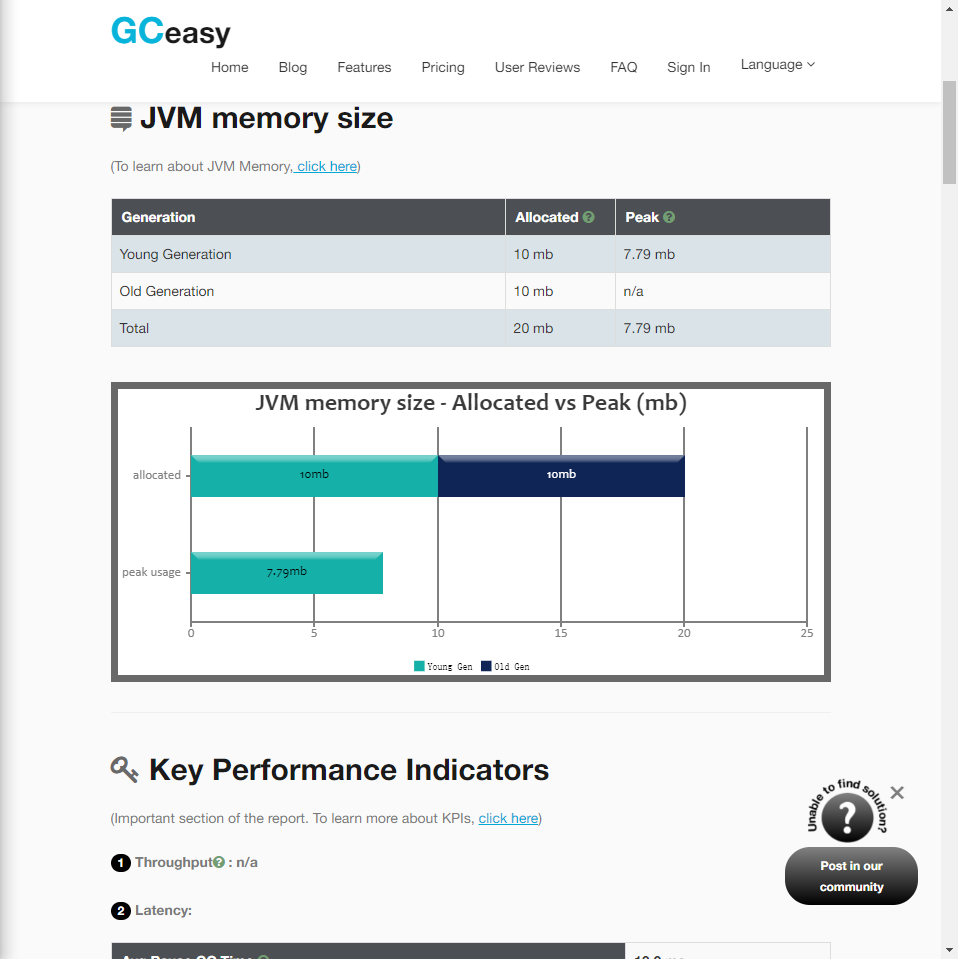 GCeasy
Home Blog Features Pricing User Reviews FAQ Sign In Language
JVM memory size
(To learn about JVM Memory, click here)
Generation Allocated Peak
Young Generation 10 mb 7.79 mb
Old Generation 10 mb n/a
Total 20 mb 7.79 mb
JVM memory size - Allocated vs Peak (mb)
allocated 10mb 10mb
peak usage 7.79mb
0 5 10 15 20 25
Young Gen Old Gen
Key Performance Indicators
(Important section of the report. To learn more about KPIs, click here)
Unable to find solution?
?
Post in our
community
1 Throughput : n/a
2 Latency:
Avg Pause GC Time